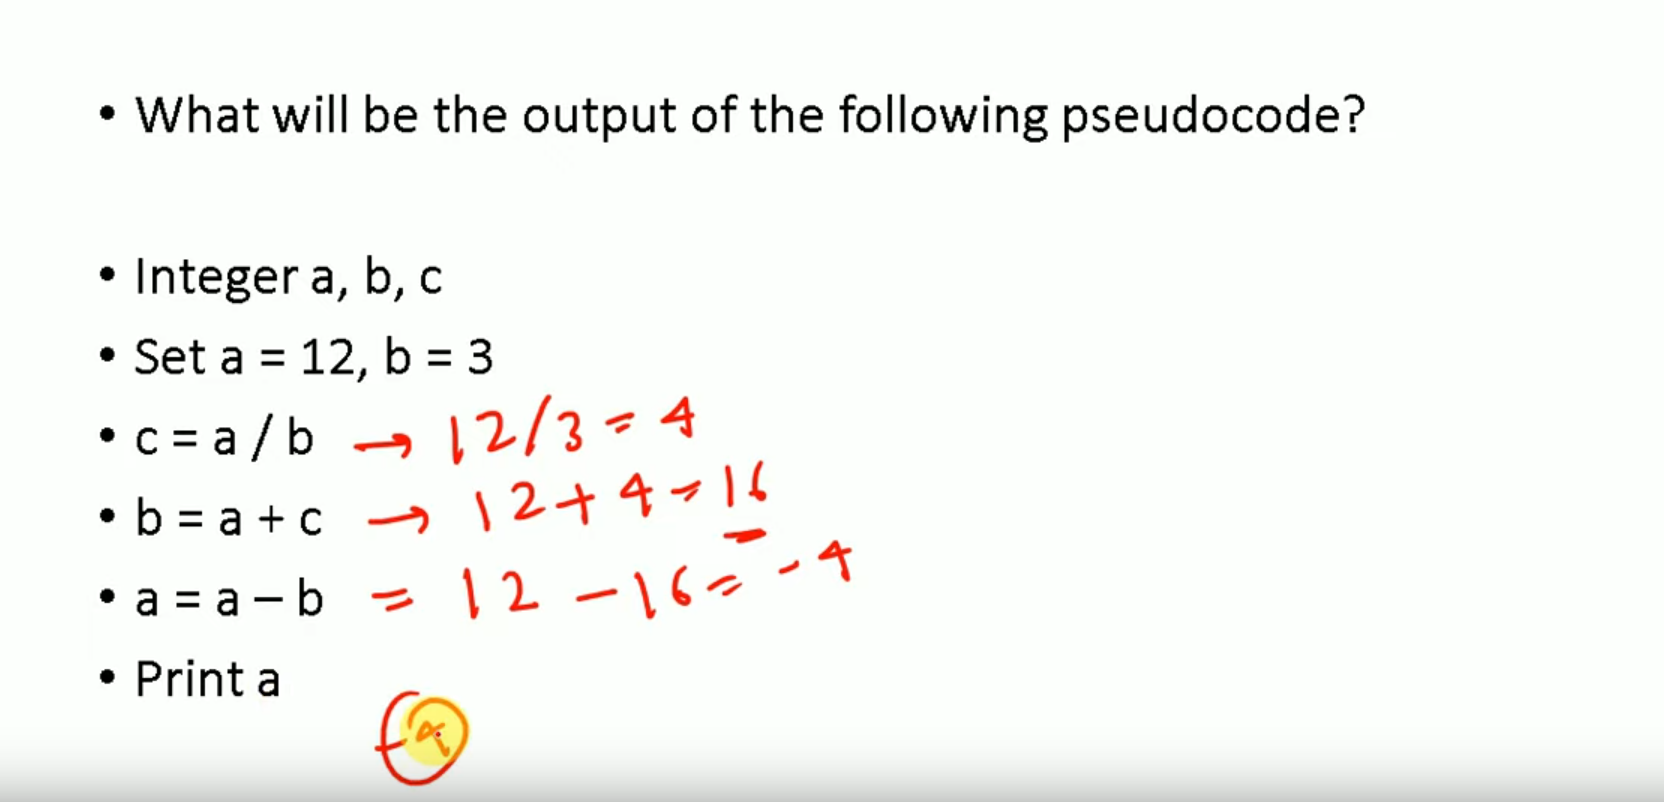 • What will be the output of the following pseudocode?
• Integer a, b, c
• Set a = 12, b = 3
• c = a / b → 12/3 = 4
• b = a + c → 12 + 4 = 16
• a = a – b = 12 - 16 = - 4
• Print a
-4